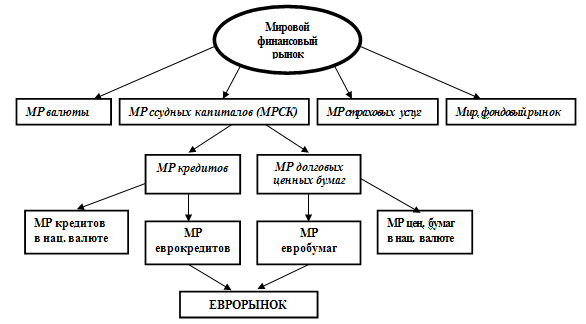 Мировой
финансовый
рынок
МР валюты
МР ссудных капиталов (МРСК)
МР страховых услуг
Мир. фондовый рынок
МР кредитов
МР долговых
ценных бумаг
МР кредитов
в нац. валюте
МР
еврокредитов
МР
евробумаг
МР цен. бумаг
в нац. валюте
ЕВРОРЫНОК